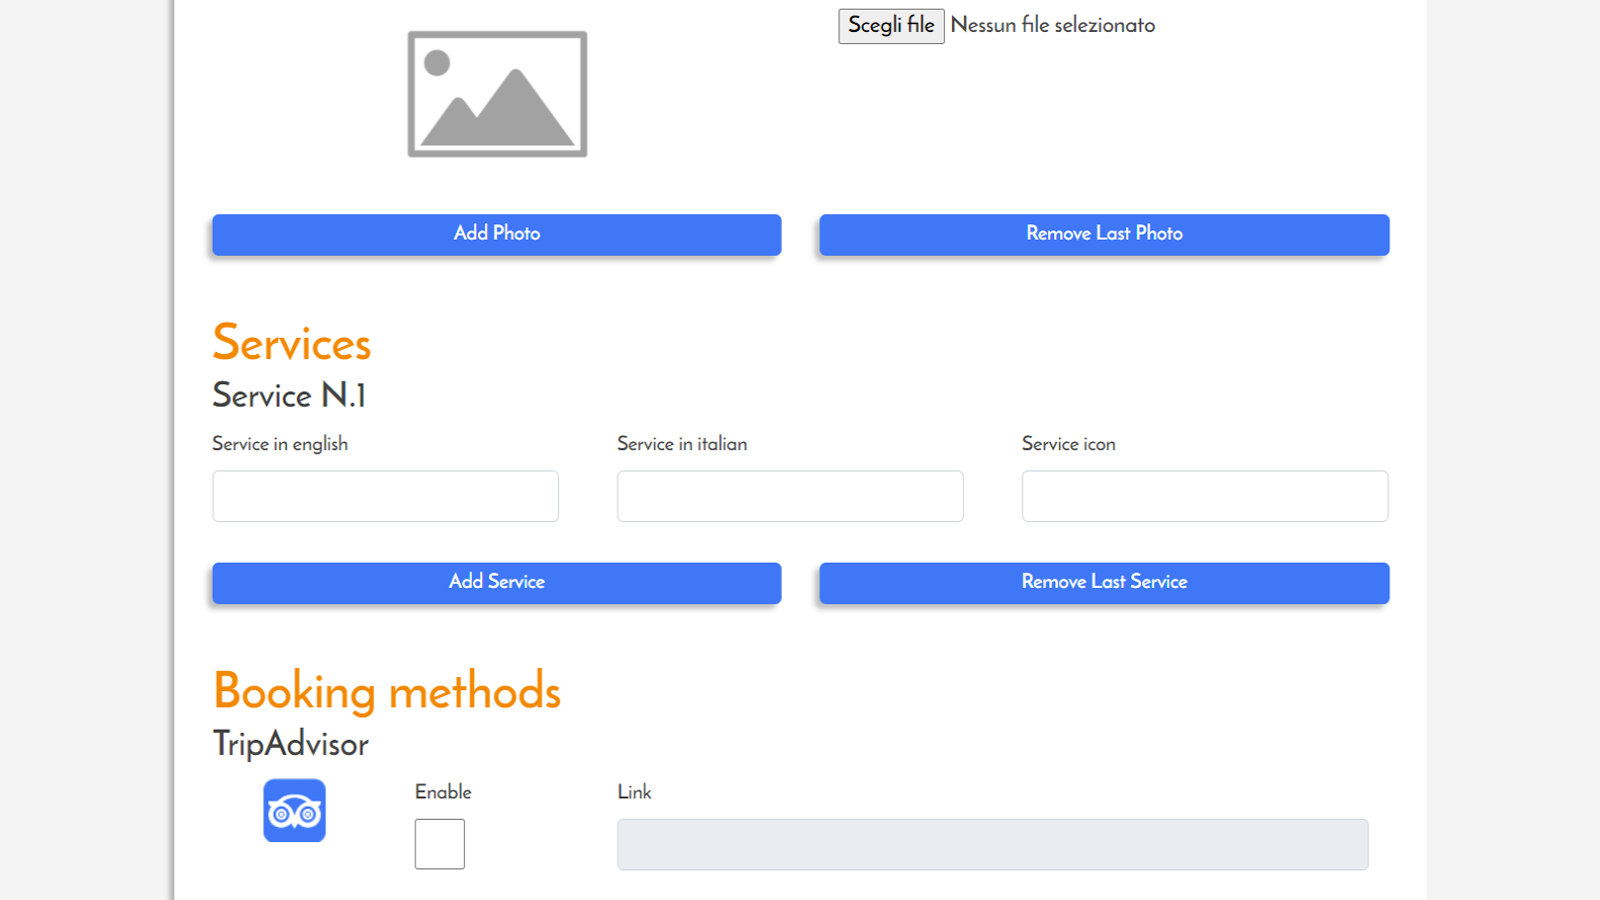 Scegli file Nessun file selezionato
Add Photo
Remove Last Photo
Services
Service N.1
Service in english
Service in italian
Service icon
Add Service
Remove Last Service
Booking methods
TripAdvisor
Enable
Link